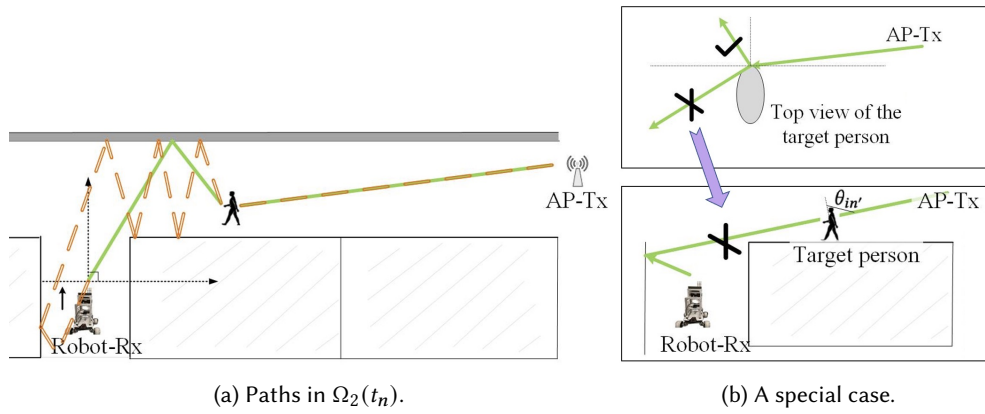 AP-Tx
Robot-Rx
(a) Paths in Ω₂(tₙ).
AP-Tx
Top view of the
target person
θᵢₙ′
AP-Tx
Target person
Robot-Rx
(b) A special case.